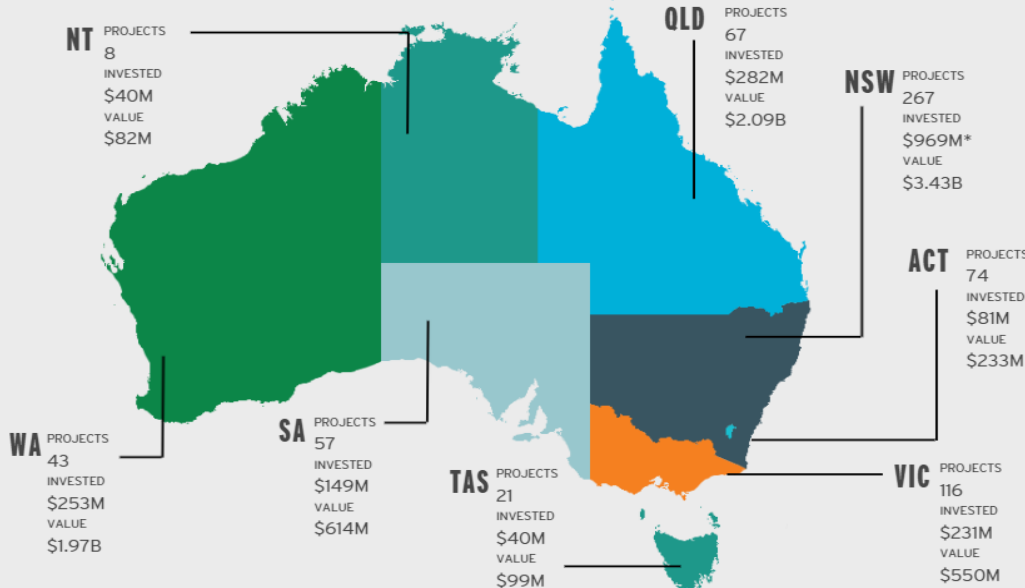 NT
PROJECTS
8
INVESTED
$40M
VALUE
$82M
QLD
PROJECTS
67
INVESTED
$282M
VALUE
$2.09B
NSW
PROJECTS
267
INVESTED
$969M*
VALUE
$3.43B
ACT
PROJECTS
74
INVESTED
$81M
VALUE
$233M
WA
PROJECTS
43
INVESTED
$253M
VALUE
$1.97B
SA
PROJECTS
57
INVESTED
$149M
VALUE
$614M
TAS
PROJECTS
21
INVESTED
$40M
VALUE
$99M
VIC
PROJECTS
116
INVESTED
$231M
VALUE
$550M